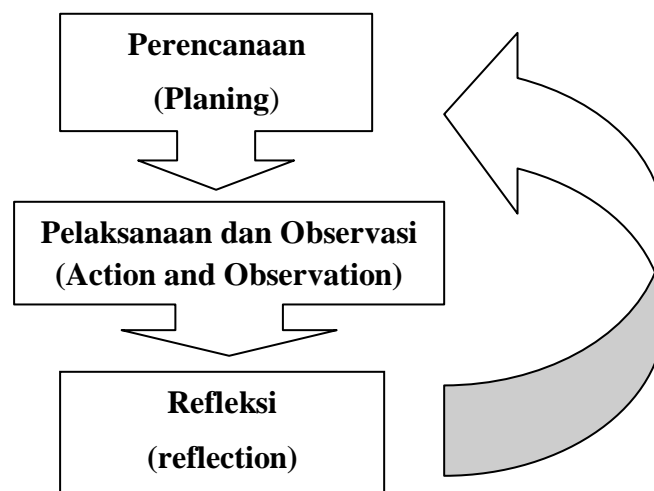 Perencanaan
(Planing)
Pelaksanaan dan Observasi
(Action and Observation)
Refleksi
(reflection)